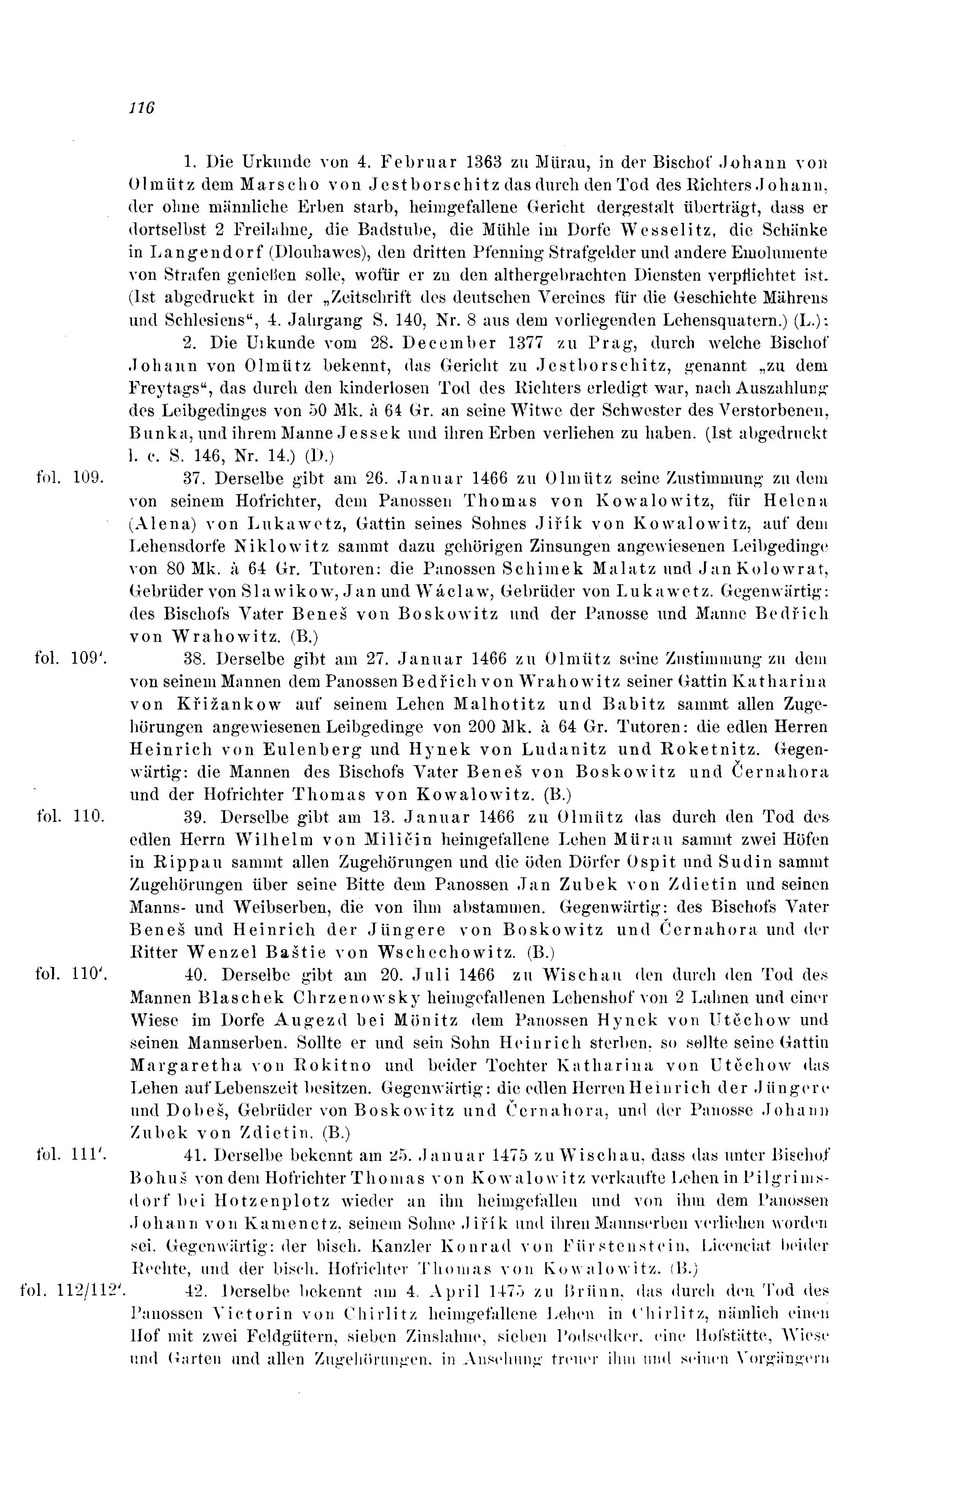 116
1. Die Urkunde von 4. Februar 1363 zu Mürau, in der Bischof Johann von
Olmütz dem Marscho von Jestborschitz das durch den Tod des Richters Johann,
der ohne männliche Erben starb, heimgefallene Gericht dergestalt überträgt, dass er
dortselbst 2 Freilahne, die Badstube, die Mühle im Dorfe Wesselitz, die Schänke
in Langendorf (Dlouhawes), den dritten Pfenning Strafgelder und andere Emolumente
von Strafen genießen solle, wofür er zu den althergebrachten Diensten verpflichtet ist.
(Ist abgedruckt in der „Zeitschrift des deutschen Vereines für die Geschichte Mährens
und Schlesiens“, 4. Jahrgang S. 140, Nr. 8 aus dem vorliegenden Lehensquatern.) (L.);
2. Die Urkunde vom 28. December 1377 zu Prag, durch welche Bischof
Johann von Olmütz bekennt, das Gericht zu Jestborschitz, genannt „zu dem
Freytags“, das durch den kinderlosen Tod des Richters erledigt war, nach Auszahlung
des Leibgedinges von 50 Mk. à 64 Gr. an seine Witwe der Schwester des Verstorbenen,
Bunka, und ihrem Manne Jessek und ihren Erben verliehen zu haben. (Ist abgedruckt
l. c. S. 146, Nr. 14.) (D.)
fol. 109. 37. Derselbe gibt am 26. Januar 1466 zu Olmütz seine Zustimmung zu dem
von seinem Hofrichter, dem Panossen Thomas von Kowalowitz, für Helena
(Alena) von Lukawetz, Gattin seines Sohnes Jiřík von Kowalowitz, auf dem
Lehensdorfe Niklowitz sammt dazu gehörigen Zinsungen angewiesenen Leibgedinge
von 80 Mk. à 64 Gr. Tutoren: die Panossen Schimek Malatz und Jan Kolowrat,
Gebrüder von Slawikow, Jan und Wáclaw, Gebrüder von Lukawetz. Gegenwärtig:
des Bischofs Vater Beneš von Boskowitz und der Panosse und Manne Bedřich
von Wrahowitz. (B.)
fol. 109'. 38. Derselbe gibt am 27. Januar 1466 zu Olmütz seine Zustimmung zu dem
von seinem Mannen dem Panossen Bedřich von Wrahowitz seiner Gattin Katharina
von Křižankow auf seinem Lehen Malhotitz und Babitz sammt allen Zuge-
hörungen angewiesenen Leibgedinge von 200 Mk. à 64 Gr. Tutoren: die edlen Herren
Heinrich von Eulenberg und Hynek von Ludanitz und Roketnitz. Gegen-
wärtig: die Mannen des Bischofs Vater Beneš von Boskowitz und Černahora
und der Hofrichter Thomas von Kowalowitz. (B.)
fol. 110. 39. Derselbe gibt am 13. Januar 1466 zu Olmütz das durch den Tod des
edlen Herrn Wilhelm von Miličin heimgefallene Lehen Mürau sammt zwei Höfen
in Rippau sammt allen Zugehörungen und die öden Dörfer Ospit und Sudin sammt
Zugehörungen über seine Bitte dem Panossen Jan Zubek von Zdietin und seinen
Manns- und Weibserben, die von ihm abstammen. Gegenwärtig: des Bischofs Vater
Beneš und Heinrich der Jüngere von Boskowitz und Černahora und der
Ritter Wenzel Baštie von Wschechowitz. (B.)
fol. 110'. 40. Derselbe gibt am 20. Juli 1466 zu Wischau den durch den Tod des
Mannen Blaschek Chrzenowsky heimgefallenen Lehenshof von 2 Lahnen und einer
Wiese im Dorfe Augezd bei Mönitz dem Panossen Hynek von Utěchow und
seinen Mannserben. Sollte er und sein Sohn Heinrich sterben, so sollte seine Gattin
Margaretha von Rokitno und beider Tochter Katharina von Utěchow das
Lehen auf Lebenszeit besitzen. Gegenwärtig: die edlen Herren Heinrich der Jüngere
und Dobeš, Gebrüder von Boskowitz und Černahora, und der Panosse Johann
Zubek von Zdietin. (B.)
fol. 111'. 41. Derselbe bekennt am 25. Januar 1475 zu Wischau, dass das unter Bischof
Bohuš von dem Hofrichter Thomas von Kowalowitz verkaufte Lehen in Pilgrims-
dorf bei Hotzenplotz wieder an ihn heimgefallen und von ihm dem Panossen
Johann von Kamenetz, seinem Sohne Jiřík und ihren Mannserben verliehen worden
sei. Gegenwärtig: der bisch. Kanzler Konrad von Fürstenstein, Licenciat beider
Rechte, und der bisch. Hofrichter Thomas von Kowalowitz. (B.)
fol. 112/112'. 42. Derselbe bekennt am 4. April 1475 zu Brünn, das durch den Tod des
Panossen Victorin von Chirlitz heimgefallene Lehen in Chirlitz, nämlich einen
Hof mit zwei Feldgütern, sieben Zinslahne, sieben Podsedker, eine Hofstätte, Wiese
und Garten und allen Zugehörungen, in Ansehung treuer ihm und seinen Vorgängern